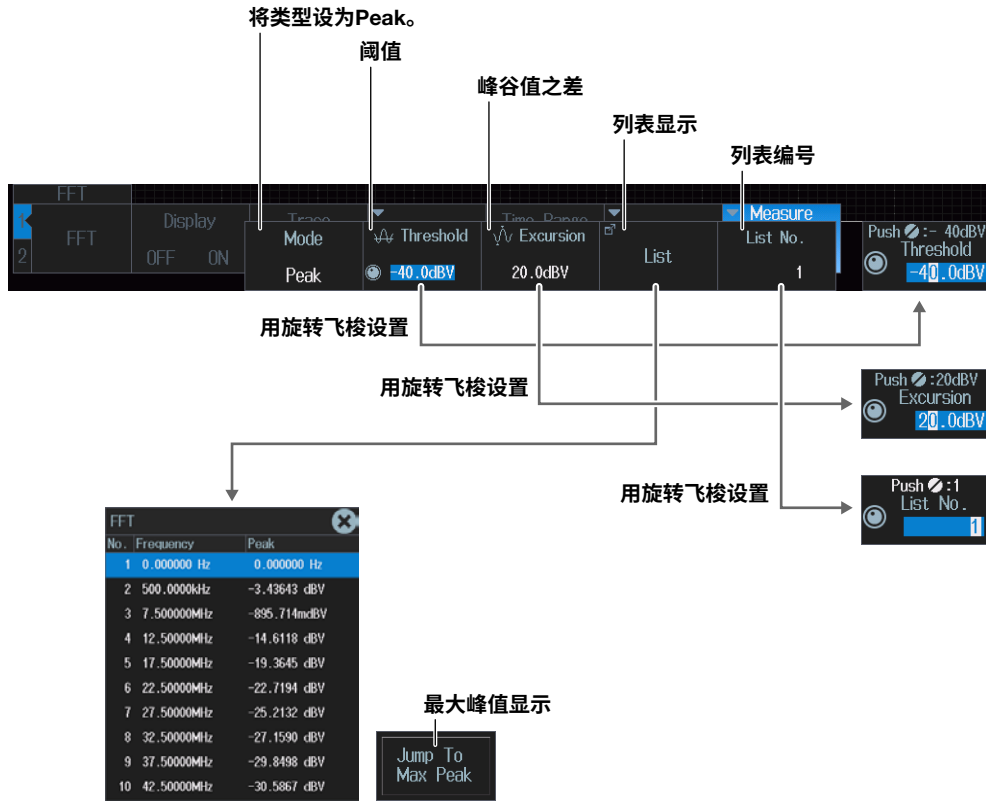 将类型设为Peak。
阈值
峰谷值之差
列表显示
列表编号
FFT
1
2
FFT
Display
OFF ON
Trace
Time Range
Measure
Mode
Peak
Threshold
-40.0dBV
Excursion
20.0dBV
List
List No.
1
Push :- 40dBV
Threshold
-40.0dBV
用旋转飞梭设置
用旋转飞梭设置
Push :20dBV
Excursion
20.0dBV
用旋转飞梭设置
Push :1
List No.
1
FFT
No. Frequency Peak
1 0.000000 Hz 0.000000 Hz
2 500.0000kHz -3.43643 dBV
3 7.500000MHz -895.714mdBV
4 12.50000MHz -14.6118 dBV
5 17.50000MHz -19.3645 dBV
6 22.50000MHz -22.7194 dBV
7 27.50000MHz -25.2132 dBV
8 32.50000MHz -27.1590 dBV
9 37.50000MHz -29.8498 dBV
10 42.50000MHz -30.5867 dBV
最大峰值显示
Jump To
Max Peak